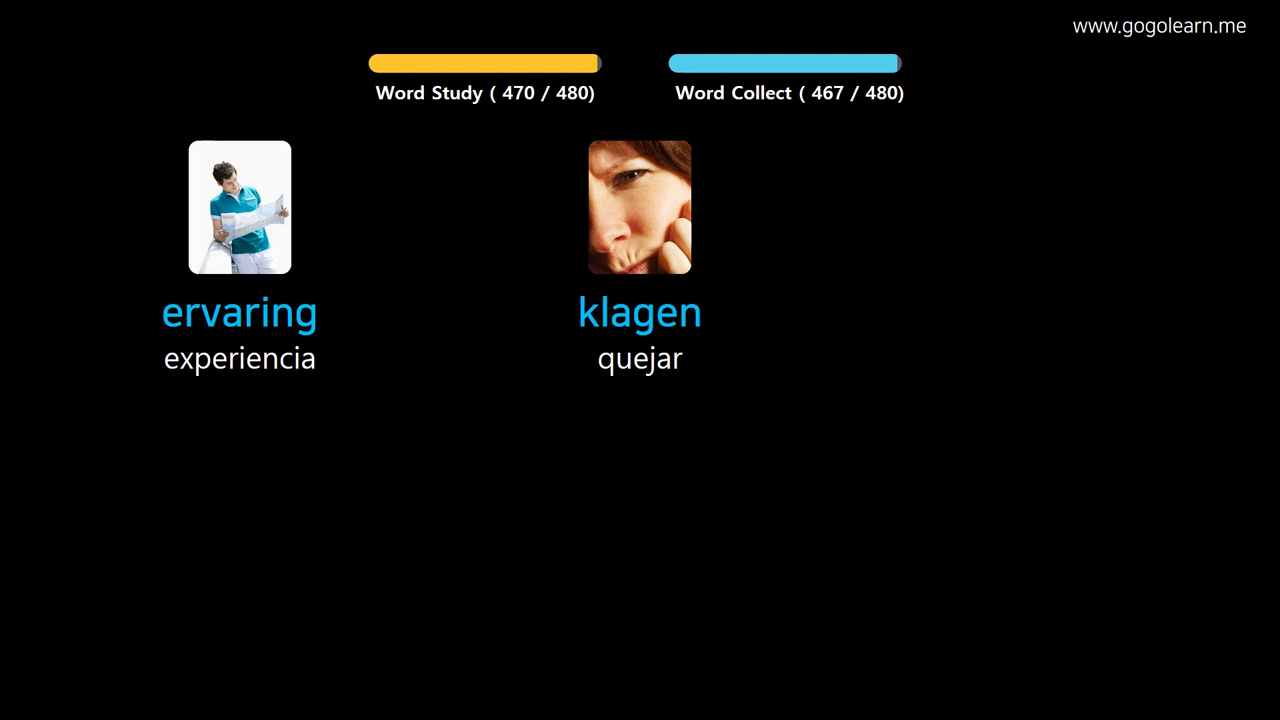 www.gogolearn.me
Word Study ( 470 / 480)
Word Collect ( 467 / 480)
ervaring
experiencia
klagen
quejar